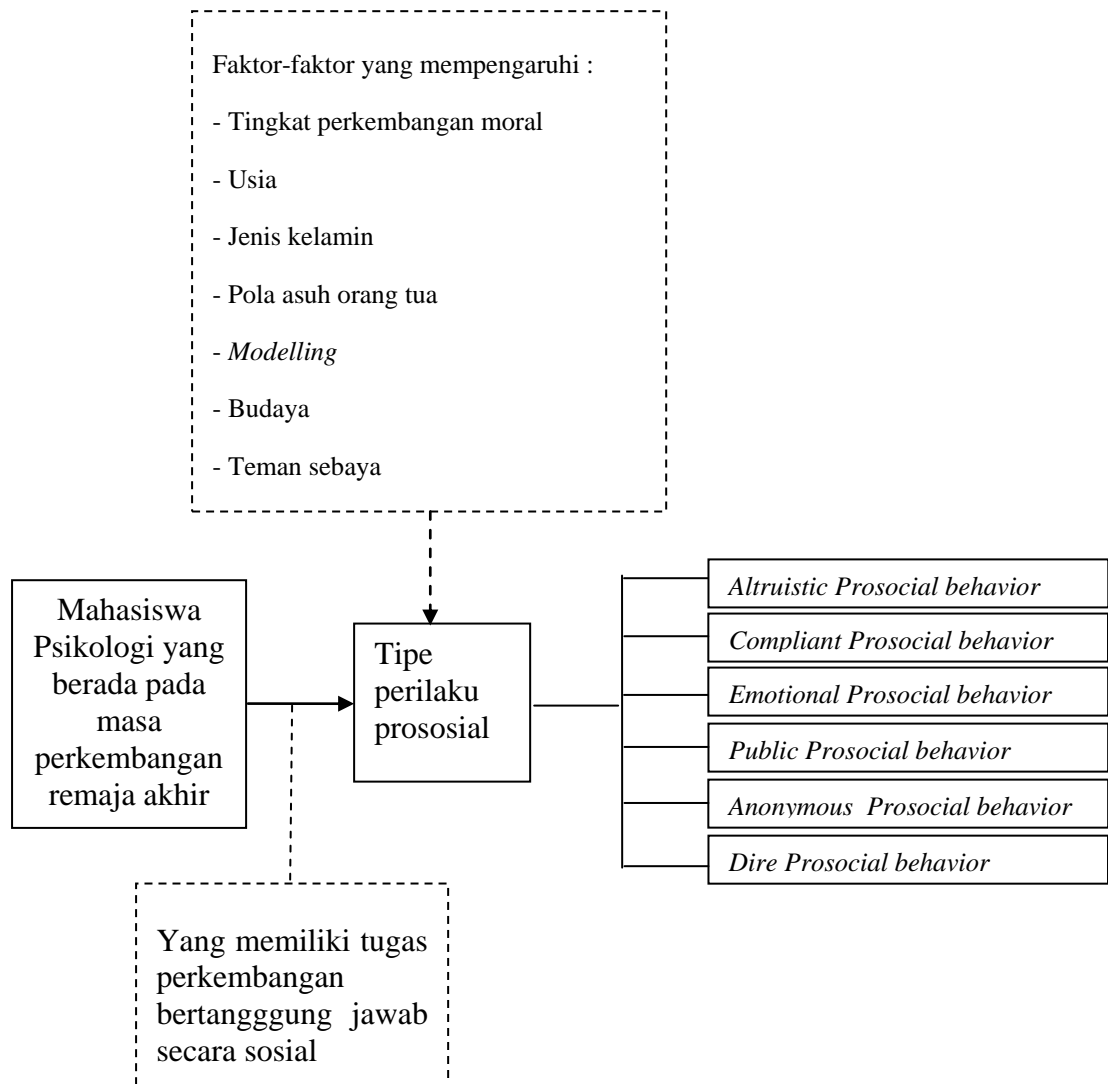 Faktor-faktor yang mempengaruhi :
- Tingkat perkembangan moral
- Usia
- Jenis kelamin
- Pola asuh orang tua
- Modelling
- Budaya
- Teman sebaya
Mahasiswa
Psikologi yang
berada pada
masa
perkembangan
remaja akhir
Tipe
perilaku
prososial
Altruistic Prosocial behavior
Compliant Prosocial behavior
Emotional Prosocial behavior
Public Prosocial behavior
Anonymous Prosocial behavior
Dire Prosocial behavior
Yang memiliki tugas
perkembangan
bertangggung jawab
secara sosial